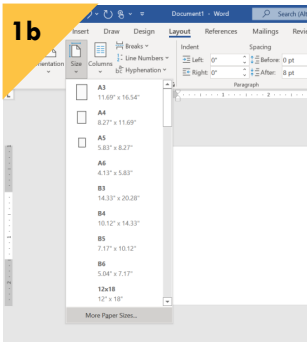 1b
Document1 - Word
Search (Al
Insert Draw Design Layout References Mailings Revie
Size Columns
Breaks
Line Numbers
Hyphenation
Indent
Left: 0"
Right: 0"
Spacing
Before: 0 pt
After: 8 pt
Paragraph
A3
11.69" x 16.54"
A4
8.27" x 11.69"
A5
5.83" x 8.27"
A6
4.13" x 5.83"
B3
14.33" x 20.28"
B4
10.12" x 14.33"
B5
7.17" x 10.12"
B6
5.04" x 7.17"
12x18
12" x 18"
More Paper Sizes...